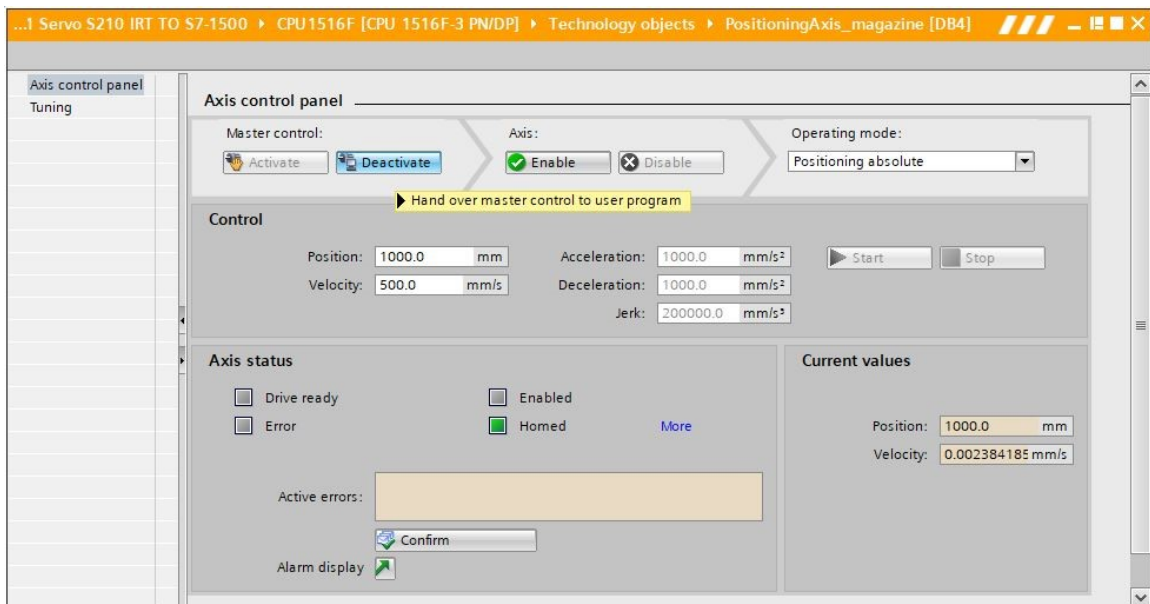 ...1 Servo S210 IRT TO S7-1500 ▸ CPU1516F [CPU 1516F-3 PN/DP] ▸ Technology objects ▸ PositioningAxis_magazine [DB4]
Axis control panel
Tuning
Axis control panel
Master control:
Activate Deactivate
Axis:
Enable Disable
Operating mode:
Positioning absolute
Hand over master control to user program
Control
Position: 1000.0 mm Acceleration: 1000.0 mm/s² Start Stop
Velocity: 500.0 mm/s Deceleration: 1000.0 mm/s²
Jerk: 200000.0 mm/s³
Axis status
Drive ready Enabled
Error Homed More
Active errors:
Confirm
Alarm display
Current values
Position: 1000.0 mm
Velocity: 0.002384185 mm/s